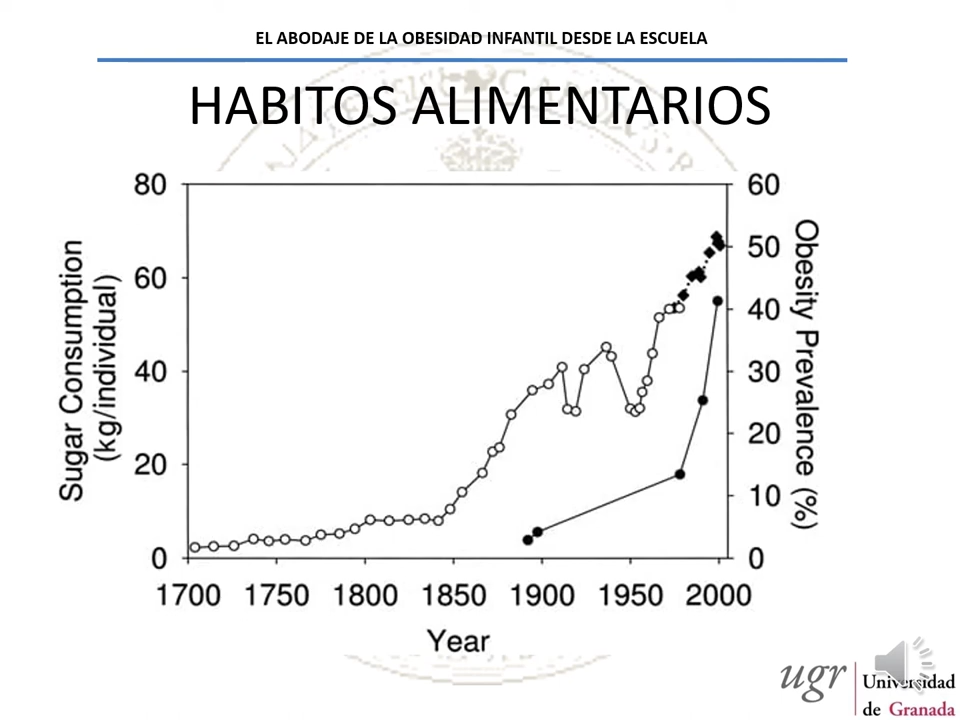 EL ABODAJE DE LA OBESIDAD INFANTIL DESDE LA ESCUELA
HABITOS ALIMENTARIOS
80
60
40
20
0
Sugar Consumption
(kg/individual)
60
50
40
30
20
10
0
Obesity Prevalence (%)
1700 1750 1800 1850 1900 1950 2000
Year
ugr
Universidad
de Granada